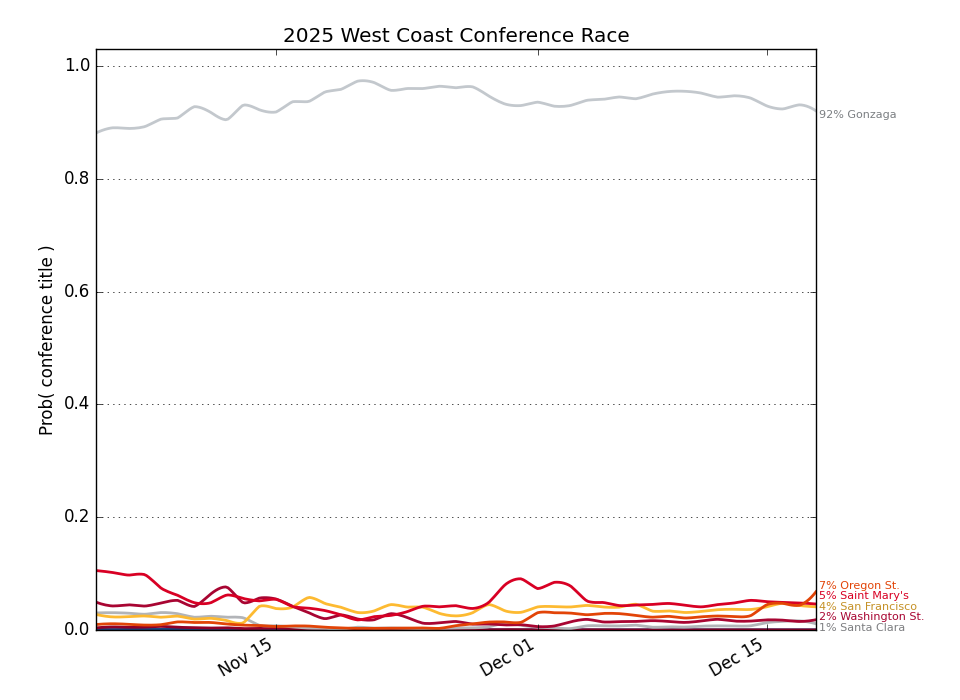 2025 West Coast Conference Race
1.0
0.8
0.6
0.4
0.2
0.0
Prob( conference title )
92% Gonzaga
7% Oregon St.
5% Saint Mary's
4% San Francisco
2% Washington St.
1% Santa Clara
Nov 15
Dec 01
Dec 15